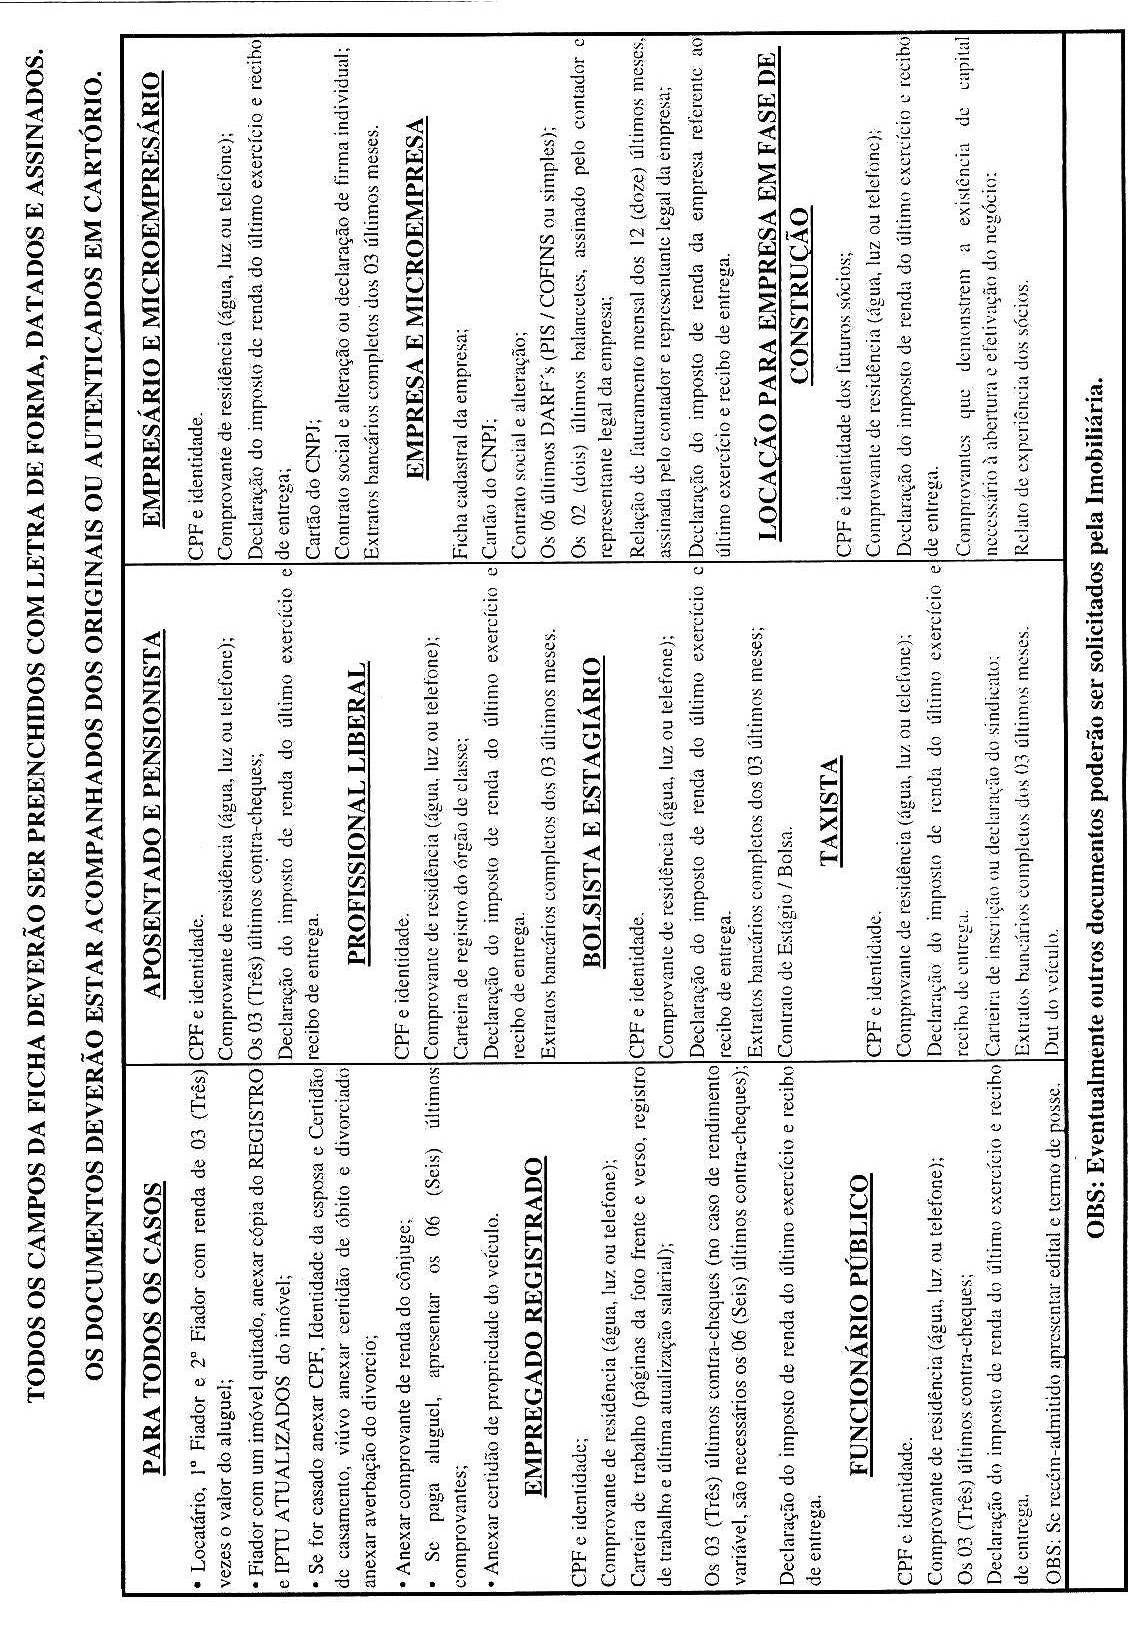 TODOS OS CAMPOS DA FICHA DEVERÃO SER PREENCHIDOS COM LETRA DE FORMA, DATADOS E ASSINADOS.
OS DOCUMENTOS DEVERÃO ESTAR ACOMPANHADOS DOS ORIGINAIS OU AUTENTICADOS EM CARTÓRIO.
PARA TODOS OS CASOS
• Locatário, 1º Fiador e 2º Fiador com renda de 03 (Três)
vezes o valor do aluguel;
• Fiador com um imóvel quitado, anexar cópia do REGISTRO
e IPTU ATUALIZADOS do imóvel;
• Se for casado anexar CPF, Identidade da esposa e Certidão
de casamento, viúvo anexar certidão de óbito e divorciado
anexar averbação do divorcio;
• Anexar comprovante de renda do cônjuge;
• Se paga aluguel, apresentar os 06 (Seis) últimos
comprovantes;
• Anexar certidão de propriedade do veículo.
EMPREGADO REGISTRADO
CPF e identidade;
Comprovante de residência (água, luz ou telefone);
Carteira de trabalho (páginas da foto frente e verso, registro
de trabalho e última atualização salarial);
Os 03 (Três) últimos contra-cheques (no caso de rendimento
variável, são necessários os 06 (Seis) últimos contra-cheques);
Declaração do imposto de renda do último exercício e recibo
de entrega.
FUNCIONÁRIO PÚBLICO
CPF e identidade.
Comprovante de residência (água, luz ou telefone);
Os 03 (Três) últimos contra-cheques;
Declaração do imposto de renda do último exercício e recibo
de entrega.
OBS: Se recém-admitido apresentar edital e termo de posse.
APOSENTADO E PENSIONISTA
CPF e identidade.
Comprovante de residência (água, luz ou telefone);
Os 03 (Três) últimos contra-cheques;
Declaração do imposto de renda do último exercício e
recibo de entrega.
PROFISSIONAL LIBERAL
CPF e identidade.
Comprovante de residência (água, luz ou telefone);
Carteira de registro do órgão de classe;
Declaração do imposto de renda do último exercício e
recibo de entrega.
Extratos bancários completos dos 03 últimos meses.
BOLSISTA E ESTAGIÁRIO
CPF e identidade.
Comprovante de residência (água, luz ou telefone);
Declaração do imposto de renda do último exercício e
recibo de entrega.
Extratos bancários completos dos 03 últimos meses;
Contrato de Estágio / Bolsa.
TAXISTA
CPF e identidade.
Comprovante de residência (água, luz ou telefone);
Declaração do imposto de renda do último exercício e
recibo de entrega.
Carteira de inscrição ou declaração do sindicato;
Extratos bancários completos dos 03 últimos meses.
Dut do veículo.
EMPRESÁRIO E MICROEMPRESÁRIO
CPF e identidade.
Comprovante de residência (água, luz ou telefone);
Declaração do imposto de renda do último exercício e recibo
de entrega;
Cartão do CNPJ;
Contrato social e alteração ou declaração de firma individual;
Extratos bancários completos dos 03 últimos meses.
EMPRESA E MICROEMPRESA
Ficha cadastral da empresa;
Cartão do CNPJ;
Contrato social e alteração;
Os 06 últimos DARF´s (PIS / COFINS ou simples);
Os 02 (dois) últimos balancetes, assinado pelo contador e
representante legal da empresa;
Relação de faturamento mensal dos 12 (doze) últimos meses,
assinada pelo contador e representante legal da empresa;
Declaração do imposto de renda da empresa referente ao
último exercício e recibo de entrega.
LOCAÇÃO PARA EMPRESA EM FASE DE
CONSTRUÇÃO
CPF e identidade dos futuros sócios;
Comprovante de residência (água, luz ou telefone);
Declaração do imposto de renda do último exercício e recibo
de entrega.
Comprovantes que demonstrem a existência de capital
necessário à abertura e efetivação do negócio;
Relato de experiência dos sócios.
OBS: Eventualmente outros documentos poderão ser solicitados pela Imobiliária.